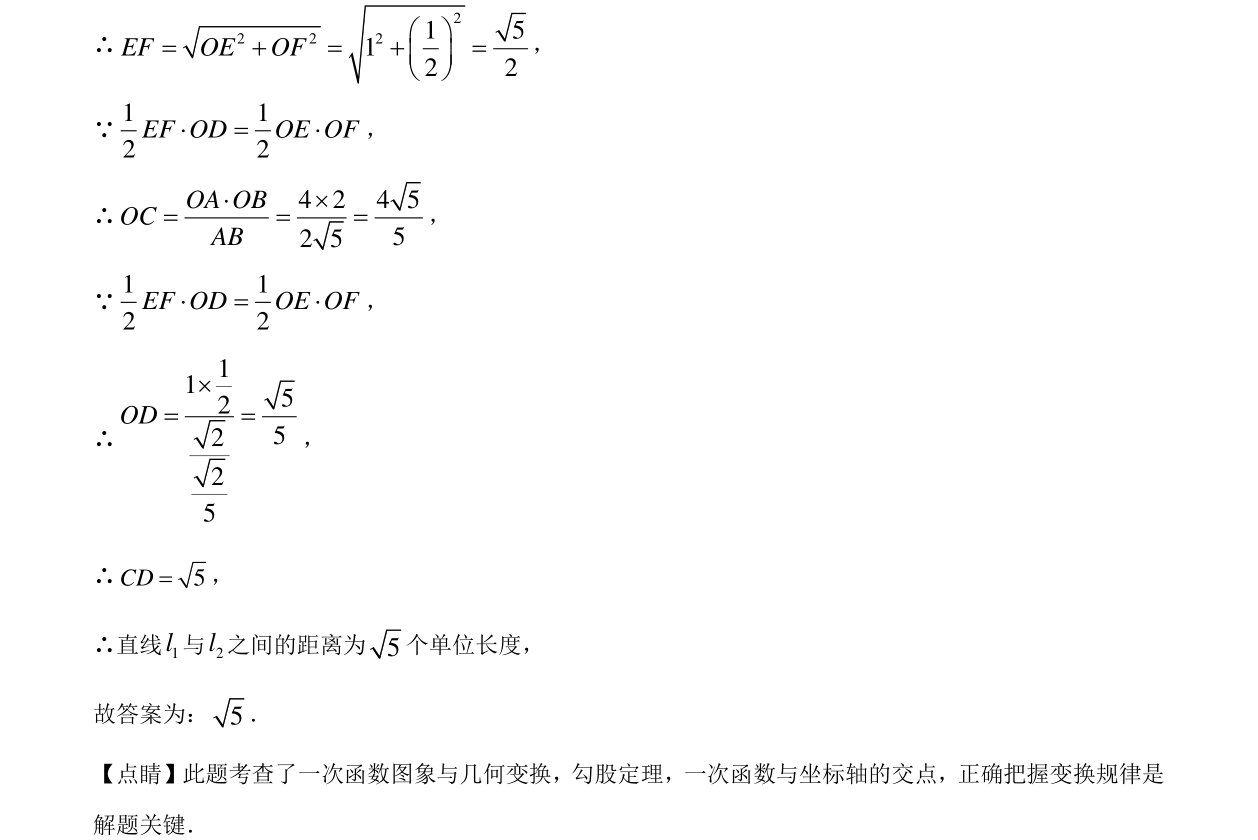 ∴ EF = √(OE² + OF²) = √(1² + (1/2)²) = √5/2，
∵ 1/2 EF · OD = 1/2 OE · OF，
∴ OC = (OA · OB)/AB = (4 × 2)/(2√5) = 4√5/5，
∵ 1/2 EF · OD = 1/2 OE · OF，
∴ OD = (1 × 1/2)/(√2/(√2/5)) = √5/5，
∴ CD = √5，
∴直线 l₁ 与 l₂ 之间的距离为 √5 个单位长度，
故答案为：√5．
【点睛】此题考查了一次函数图象与几何变换，勾股定理，一次函数与坐标轴的交点，正确把握变换规律是
解题关键．